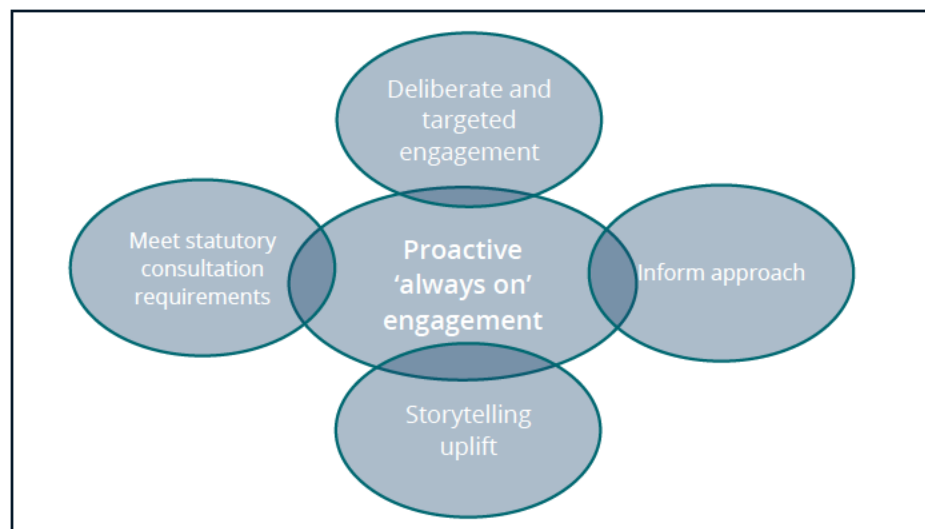 Deliberate and
targeted
engagement
Meet statutory
consultation
requirements
Proactive
‘always on’
engagement
Inform approach
Storytelling
uplift